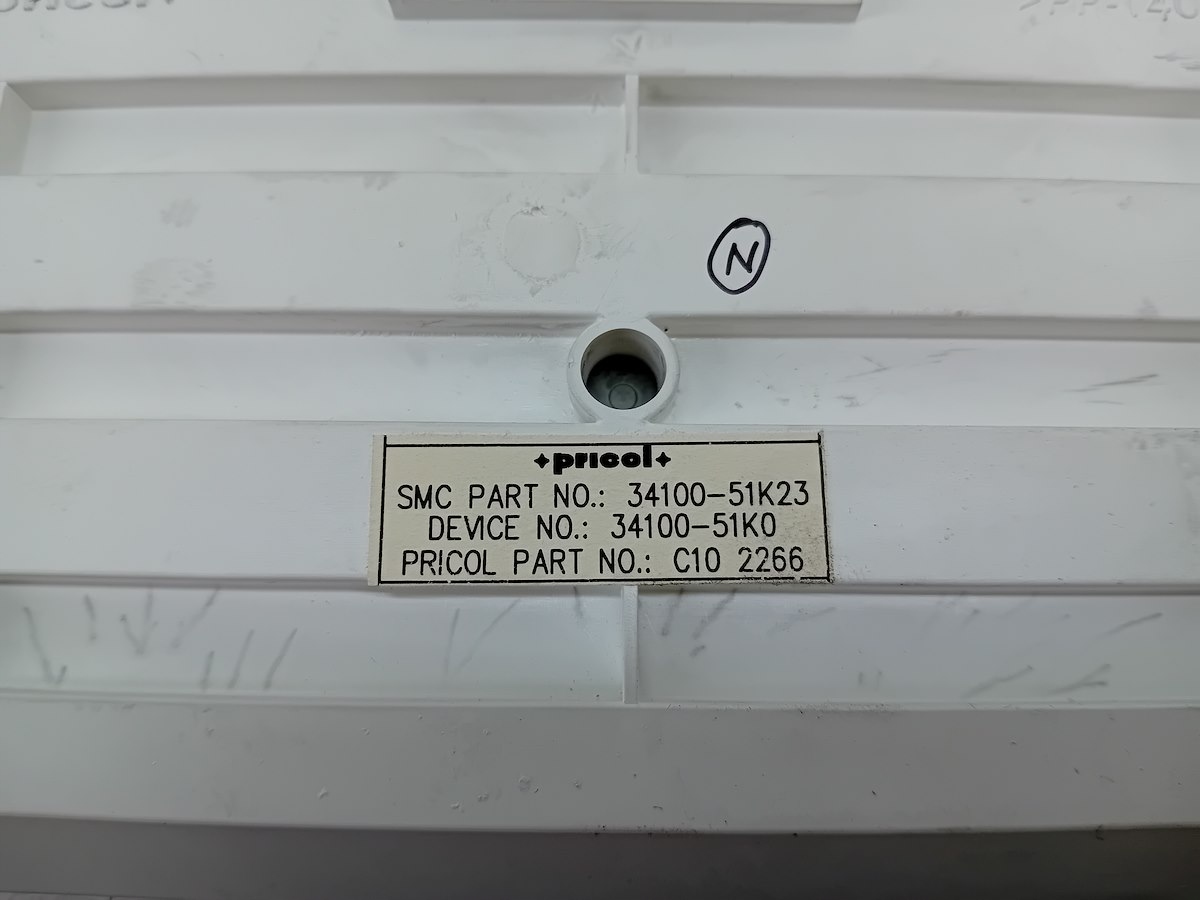 N
pricol
SMC PART NO.: 34100-51K23
DEVICE NO.: 34100-51K0
PRICOL PART NO.: C10 2266